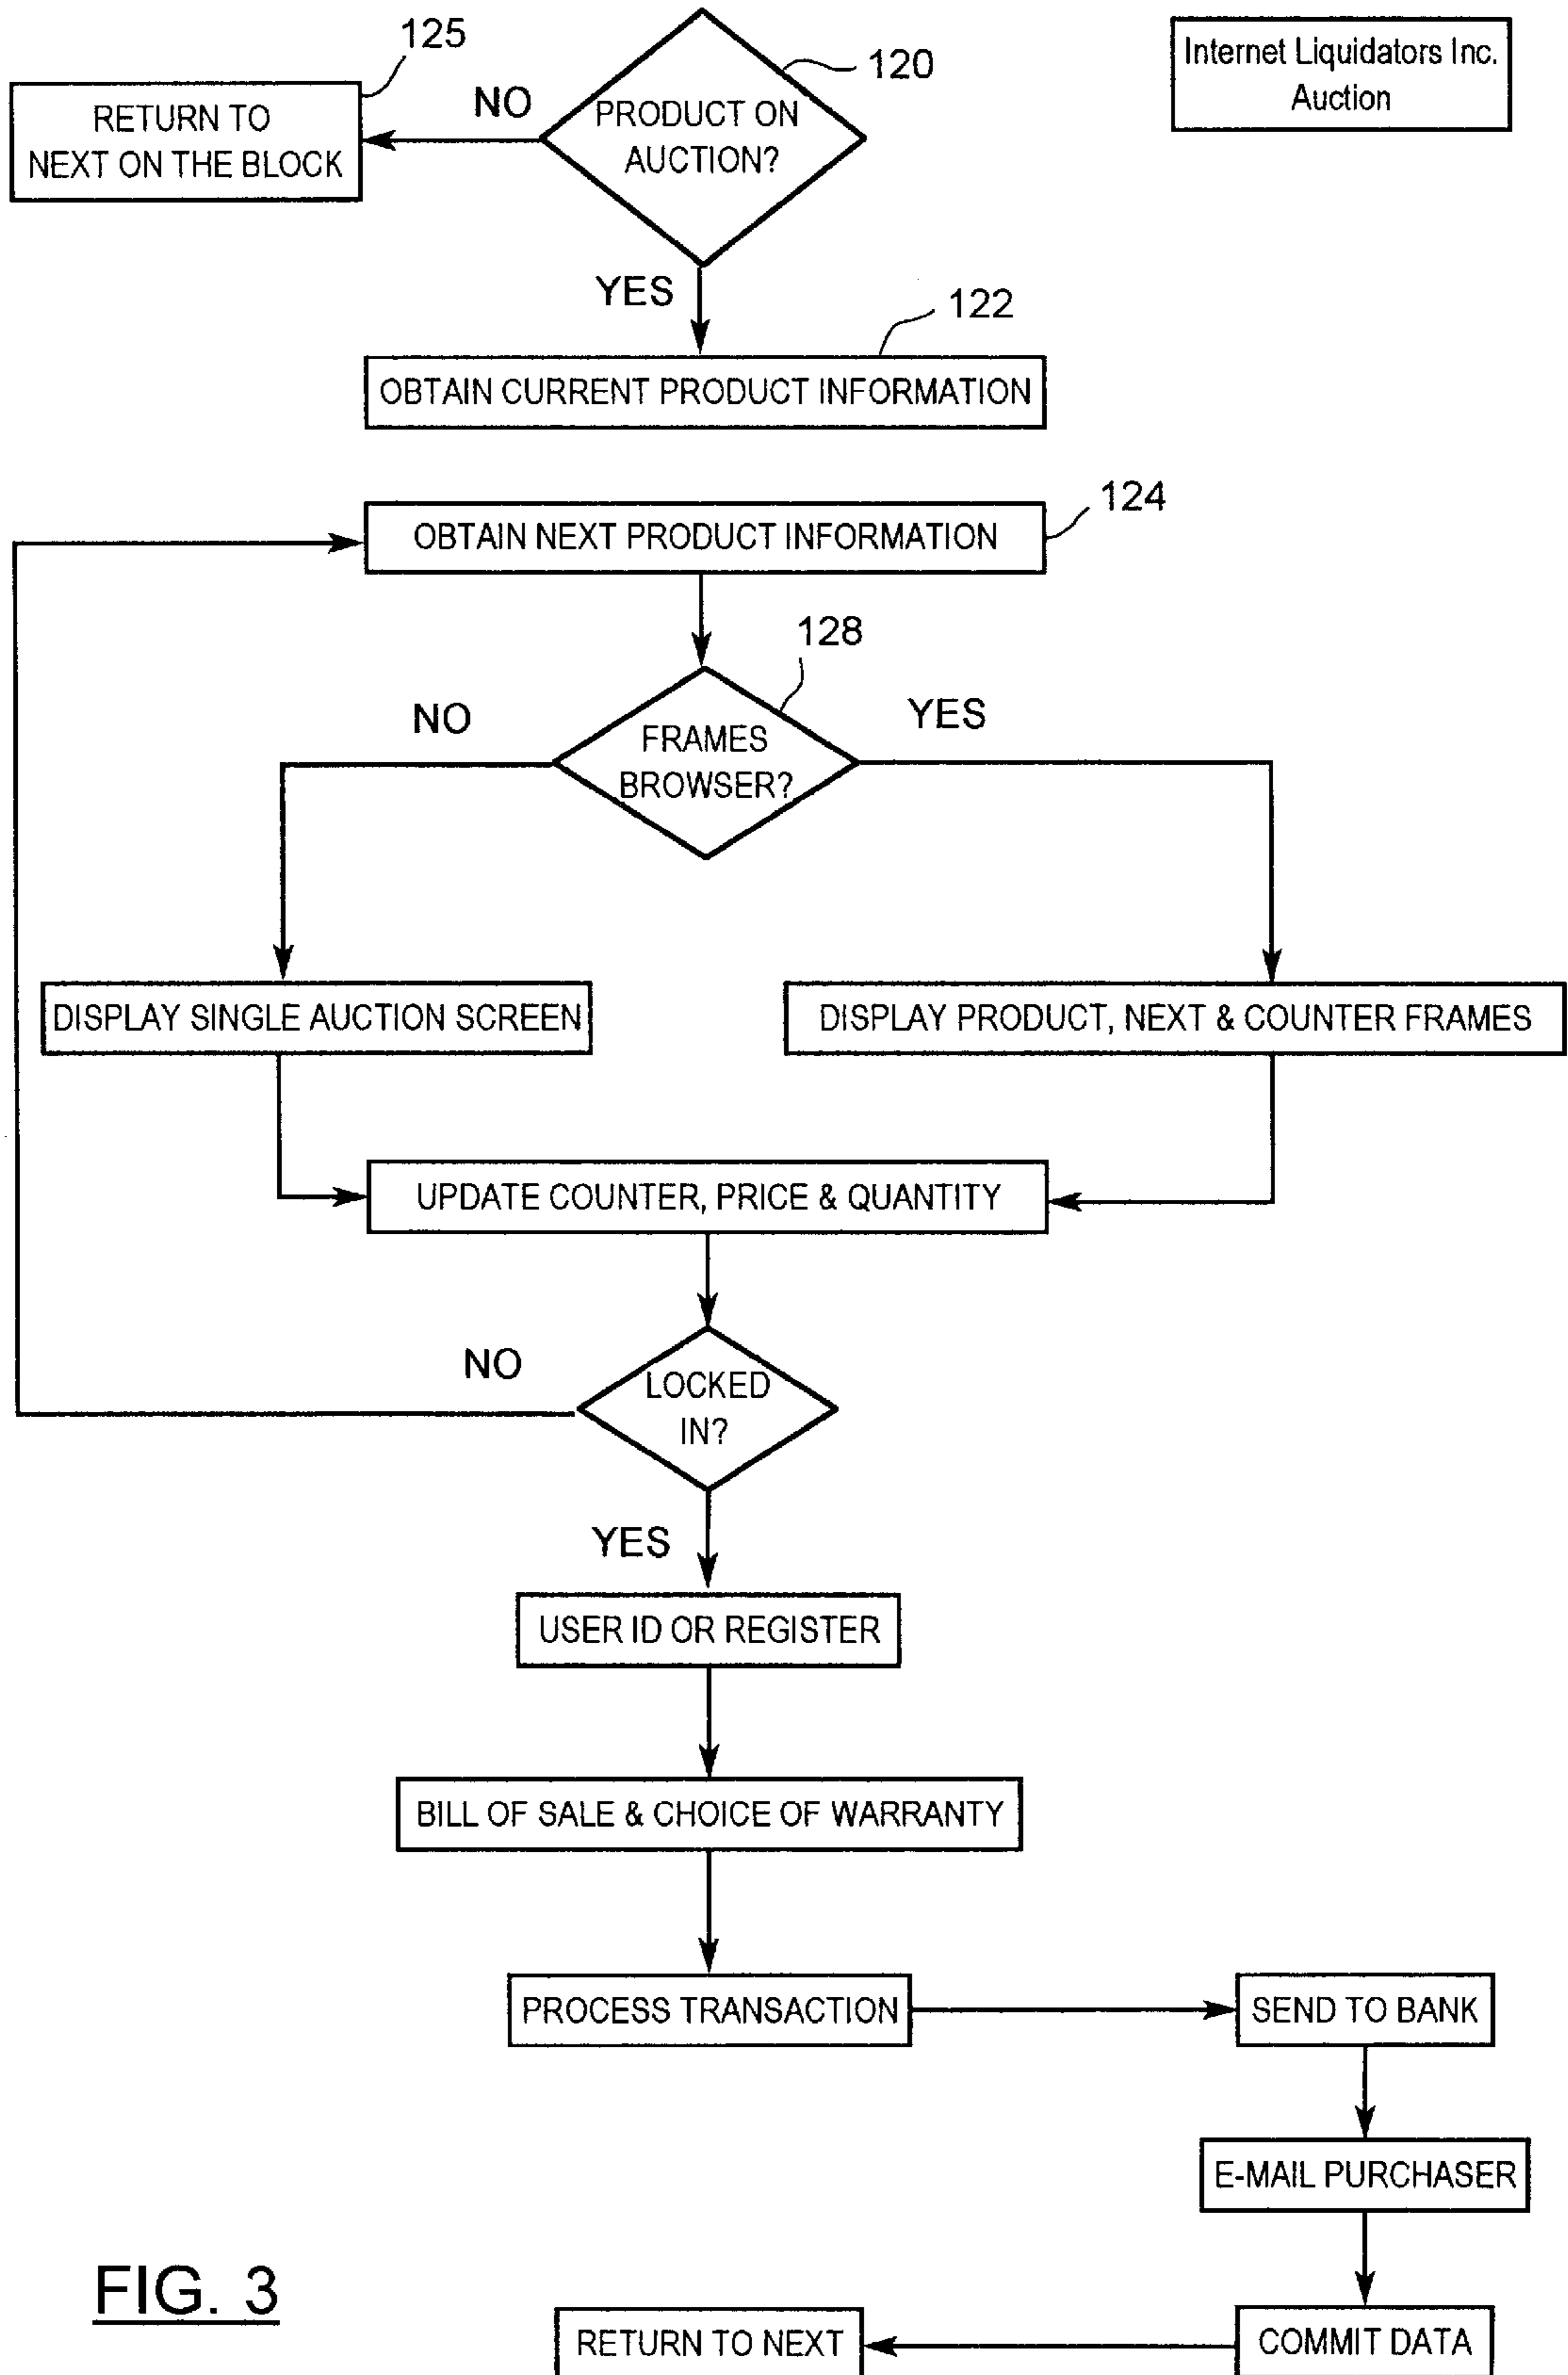 125
120
Internet Liquidators Inc.
Auction
RETURN TO
NEXT ON THE BLOCK
NO
PRODUCT ON
AUCTION?
YES
122
OBTAIN CURRENT PRODUCT INFORMATION
124
OBTAIN NEXT PRODUCT INFORMATION
128
NO
YES
FRAMES
BROWSER?
DISPLAY SINGLE AUCTION SCREEN
DISPLAY PRODUCT, NEXT & COUNTER FRAMES
UPDATE COUNTER, PRICE & QUANTITY
NO
LOCKED
IN?
YES
USER ID OR REGISTER
BILL OF SALE & CHOICE OF WARRANTY
PROCESS TRANSACTION
SEND TO BANK
E-MAIL PURCHASER
FIG. 3
RETURN TO NEXT
COMMIT DATA